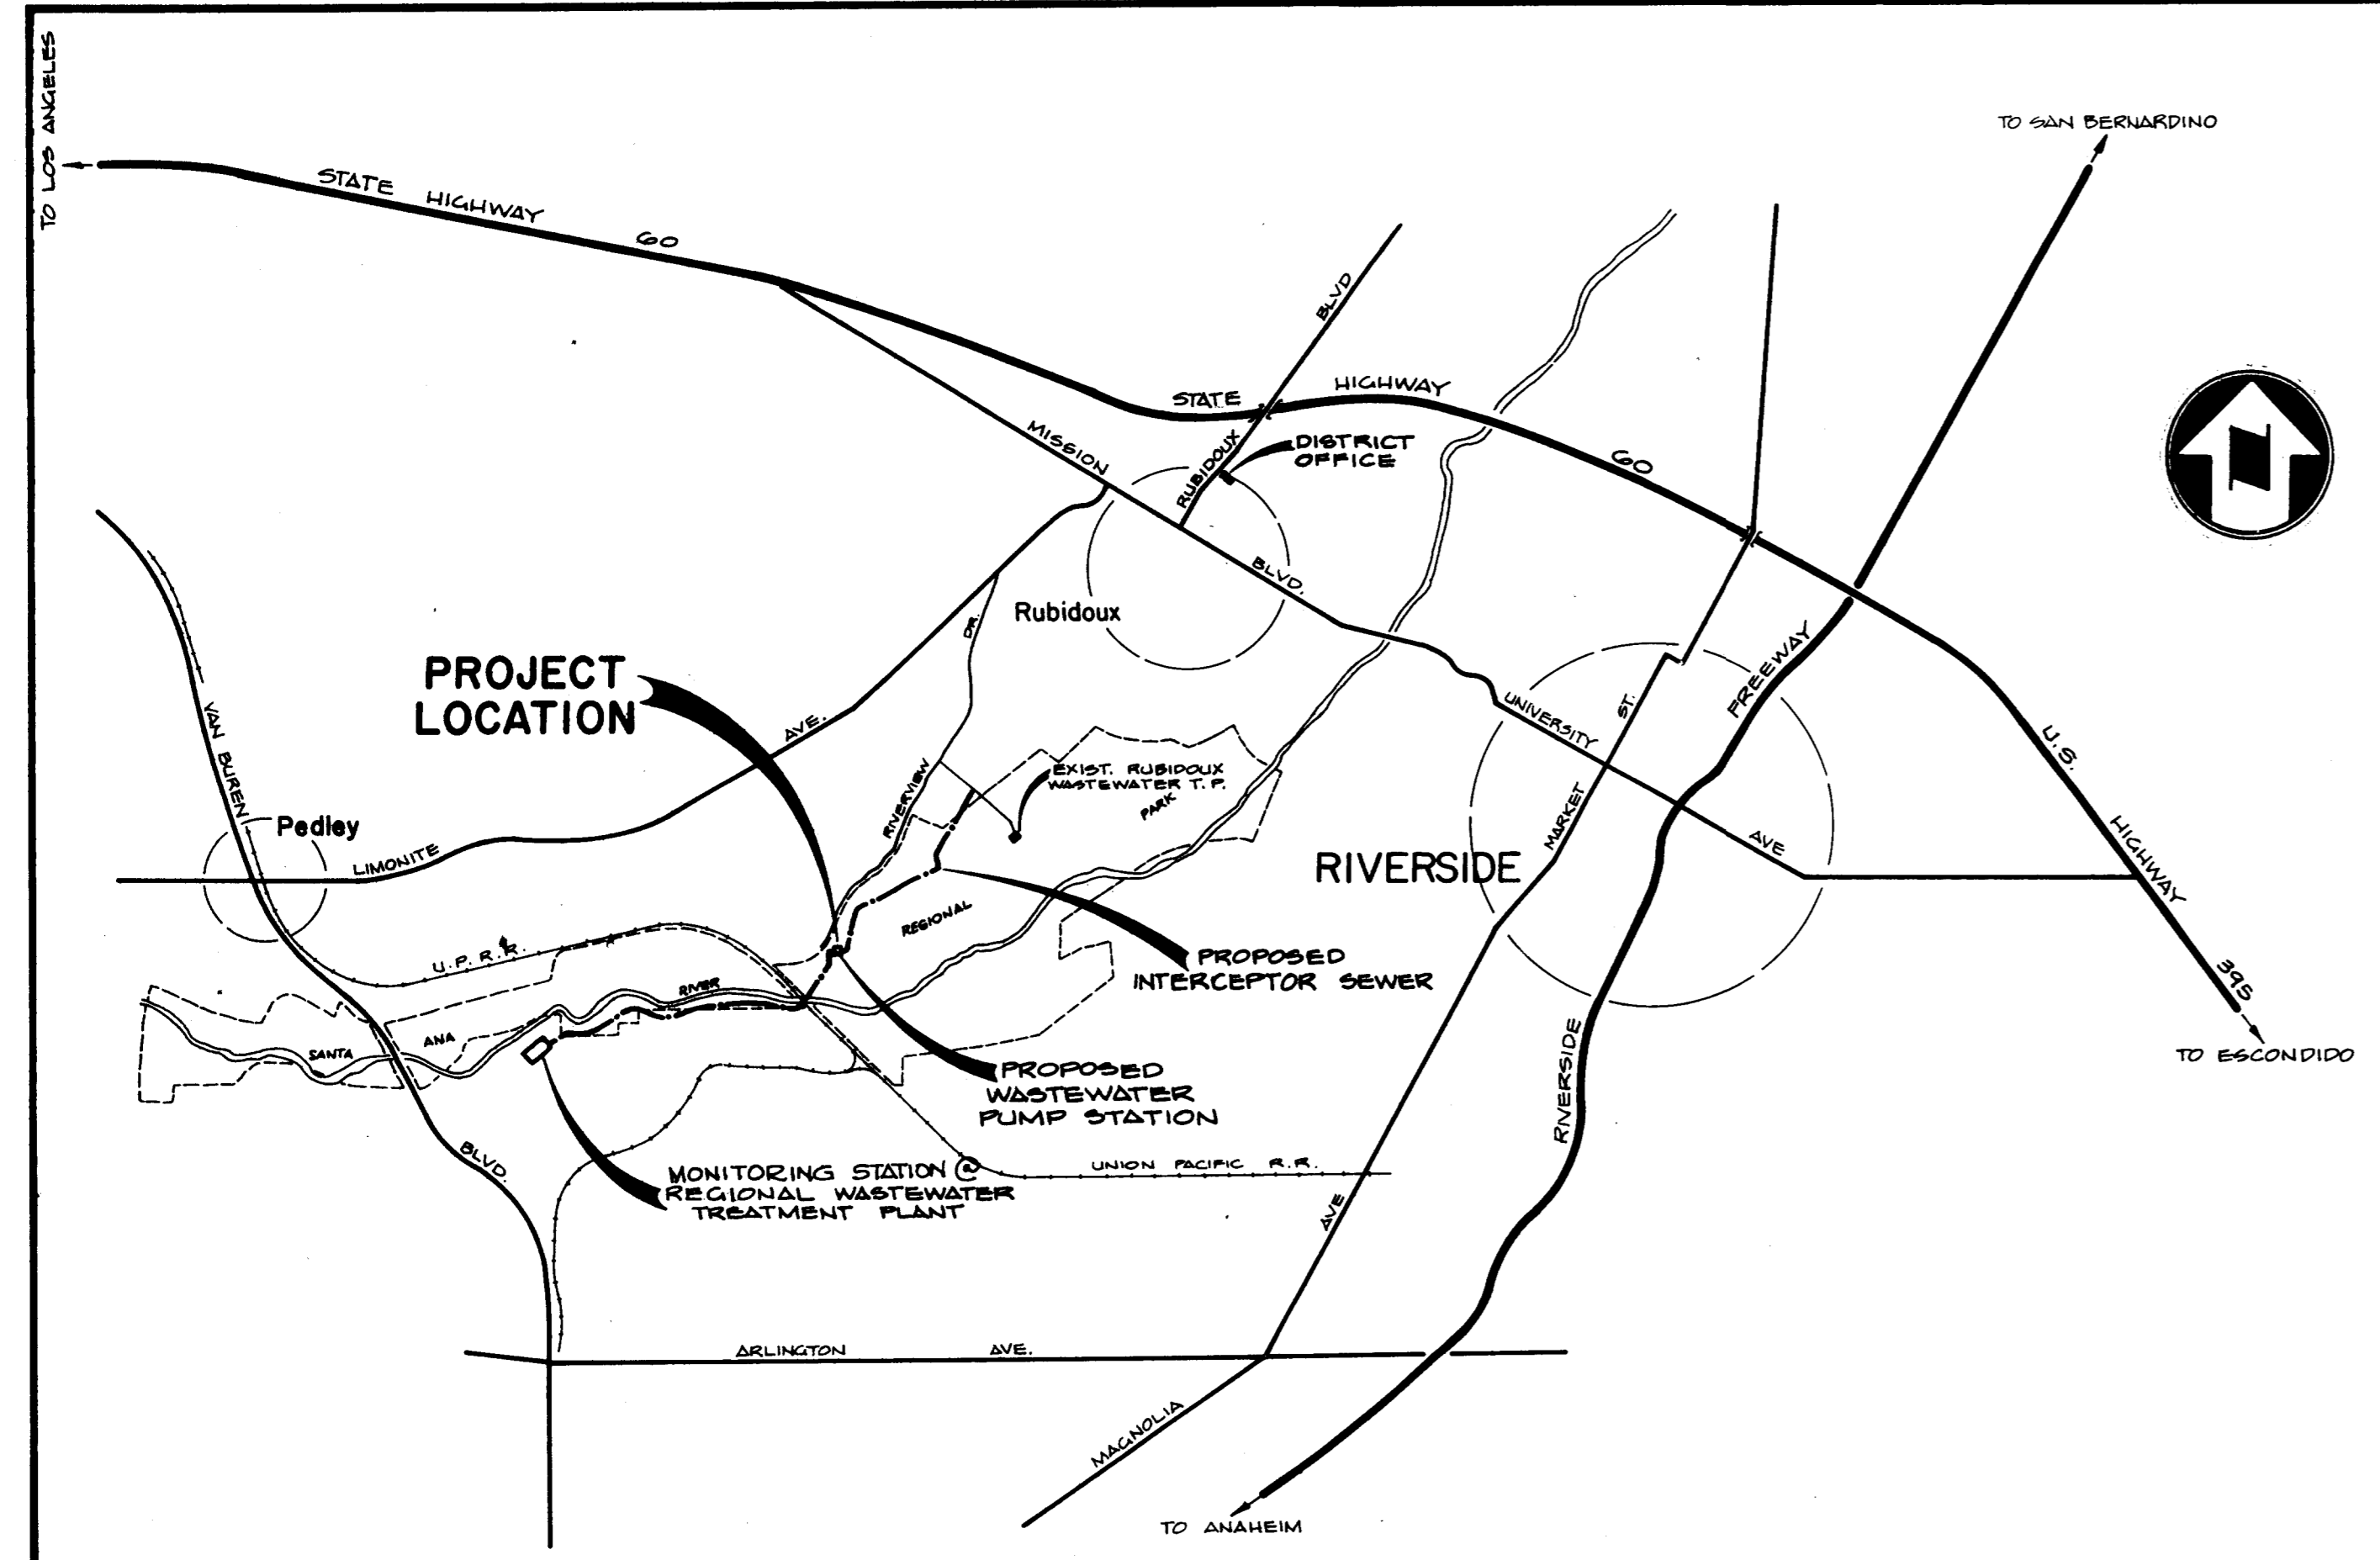 TO LOS ANGELES
TO SAN BERNARDINO
STATE HIGHWAY 60
BLVD
STATE HIGHWAY 60
MISSION
RUBIDOUX
DISTRICT
OFFICE
N
BLVD.
Rubidoux
DR.
PROJECT
LOCATION
AVE.
FREEWAY
UNIVERSITY
ST.
VAN BUREN
U.S.
EXIST. RUBIDOUX
WASTEWATER T.P.
PARK
RIVERVIEW
Pedley
MARKET
HIGHWAY
AVE
LIMONITE
RIVERSIDE
REGIONAL
U.P.R.R.
PROPOSED
INTERCEPTOR SEWER
395
RIVER
ANA
SANTA
TO ESCONDIDO
PROPOSED
WASTEWATER
PUMP STATION
RIVERSIDE
BLVD.
MONITORING STATION @
REGIONAL WASTEWATER
TREATMENT PLANT
UNION PACIFIC R.R.
AVE
ARLINGTON AVE.
MAGNOLIA
TO ANAHEIM